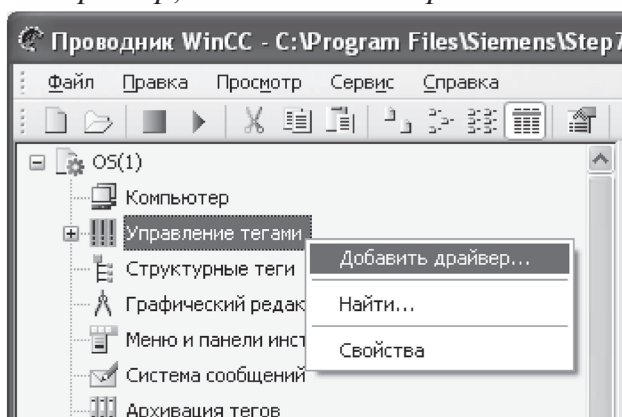 Проводник WinCC - C:\Program Files\Siemens\Step7
Файл Правка Просмотр Сервис Справка
OS(1)
Компьютер
Управление тегами
Добавить драйвер...
Структурные теги
Графический редак
Найти...
Меню и панели инст
Свойства
Система сообщений
Архивация тегов